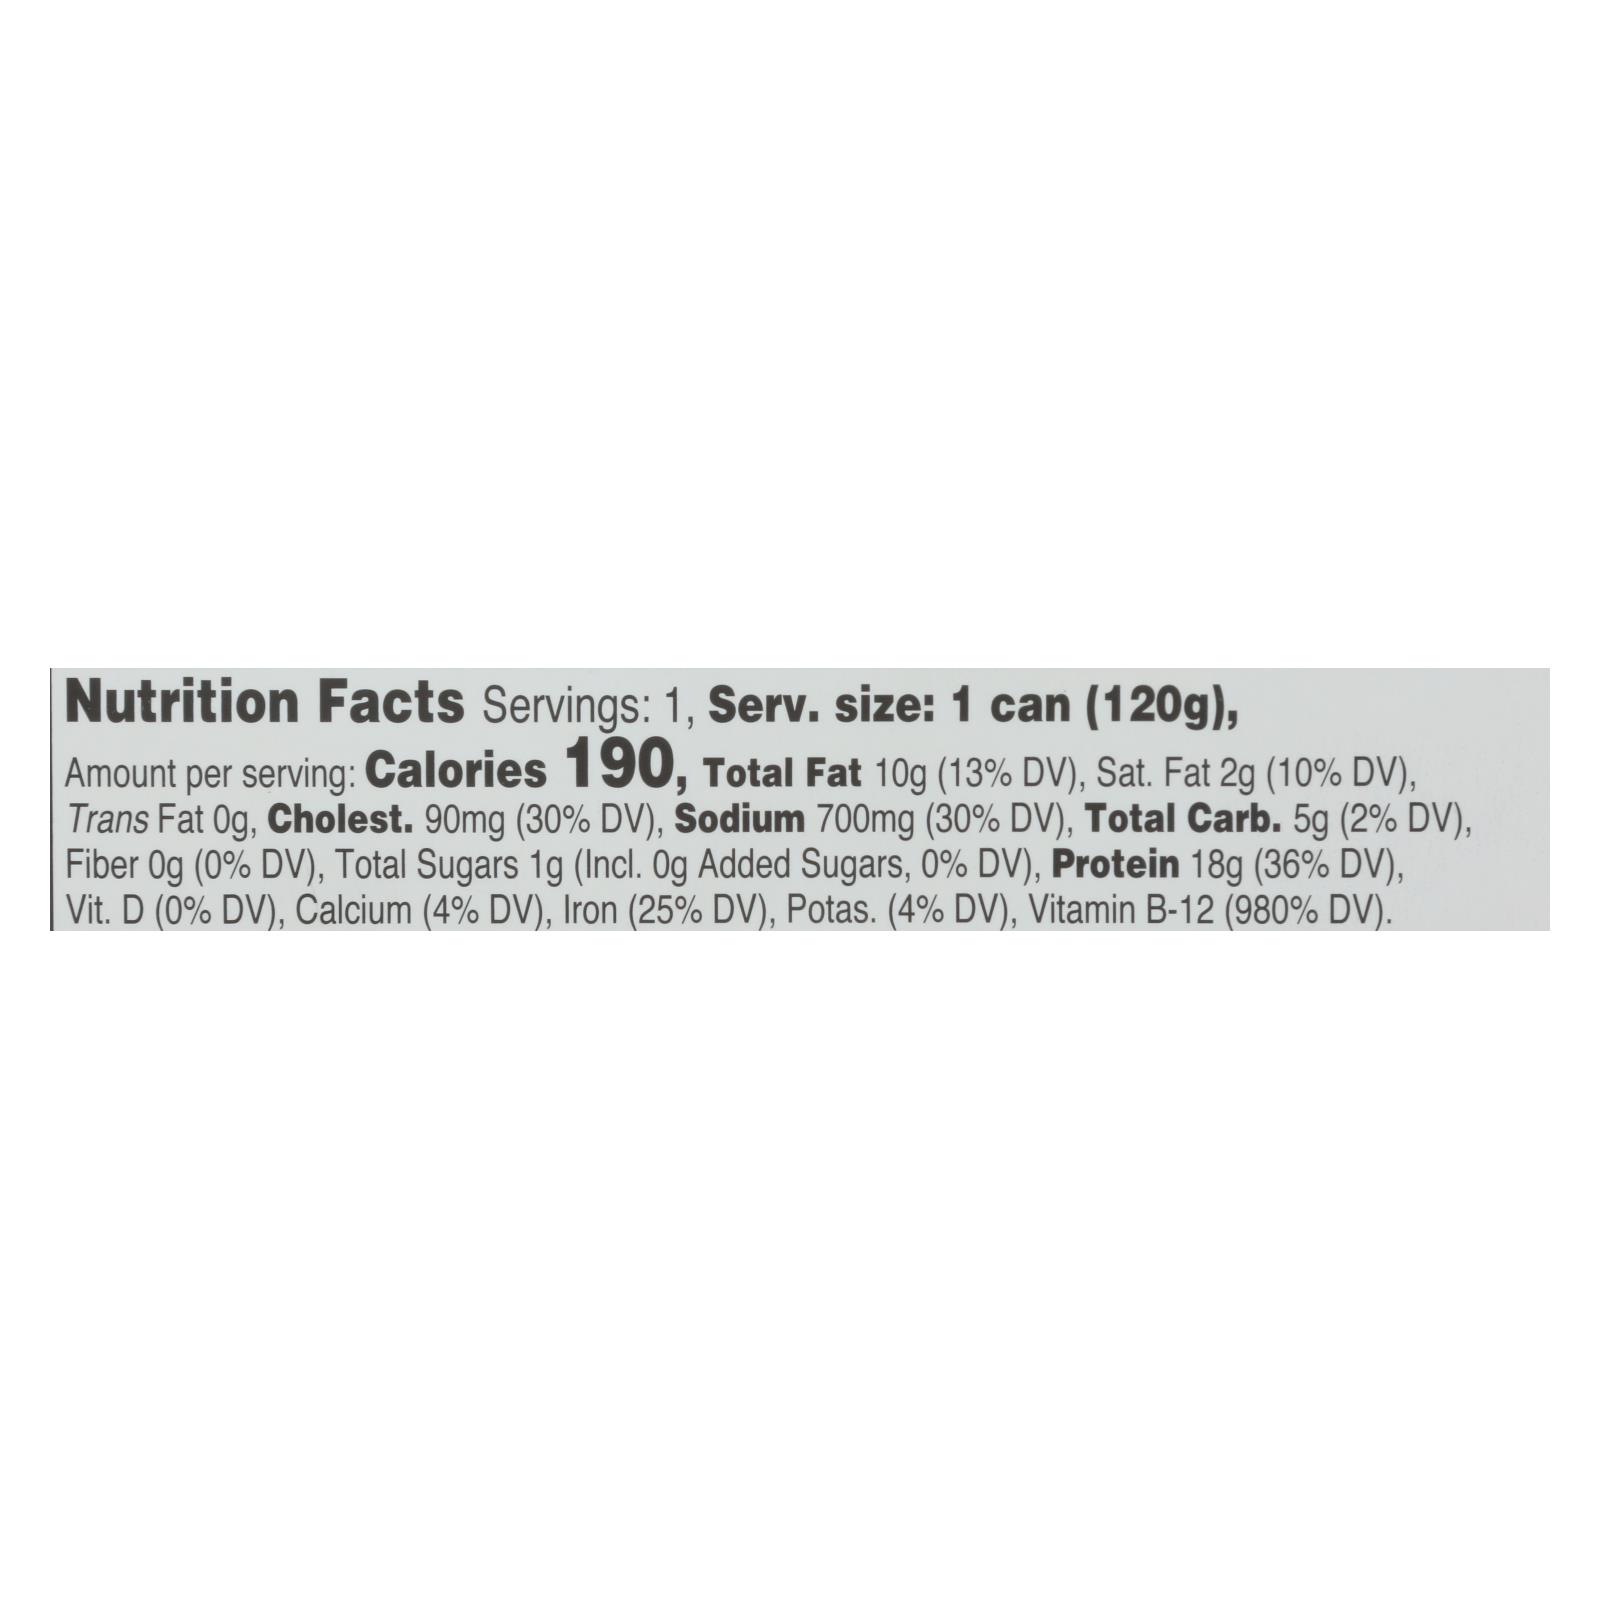 Nutrition Facts Servings: 1, Serv. size: 1 can (120g),
Amount per serving: Calories 190, Total Fat 10g (13% DV), Sat. Fat 2g (10% DV),
Trans Fat 0g, Cholest. 90mg (30% DV), Sodium 700mg (30% DV), Total Carb. 5g (2% DV),
Fiber 0g (0% DV), Total Sugars 1g (Incl. 0g Added Sugars, 0% DV), Protein 18g (36% DV),
Vit. D (0% DV), Calcium (4% DV), Iron (25% DV), Potas. (4% DV), Vitamin B-12 (980% DV).